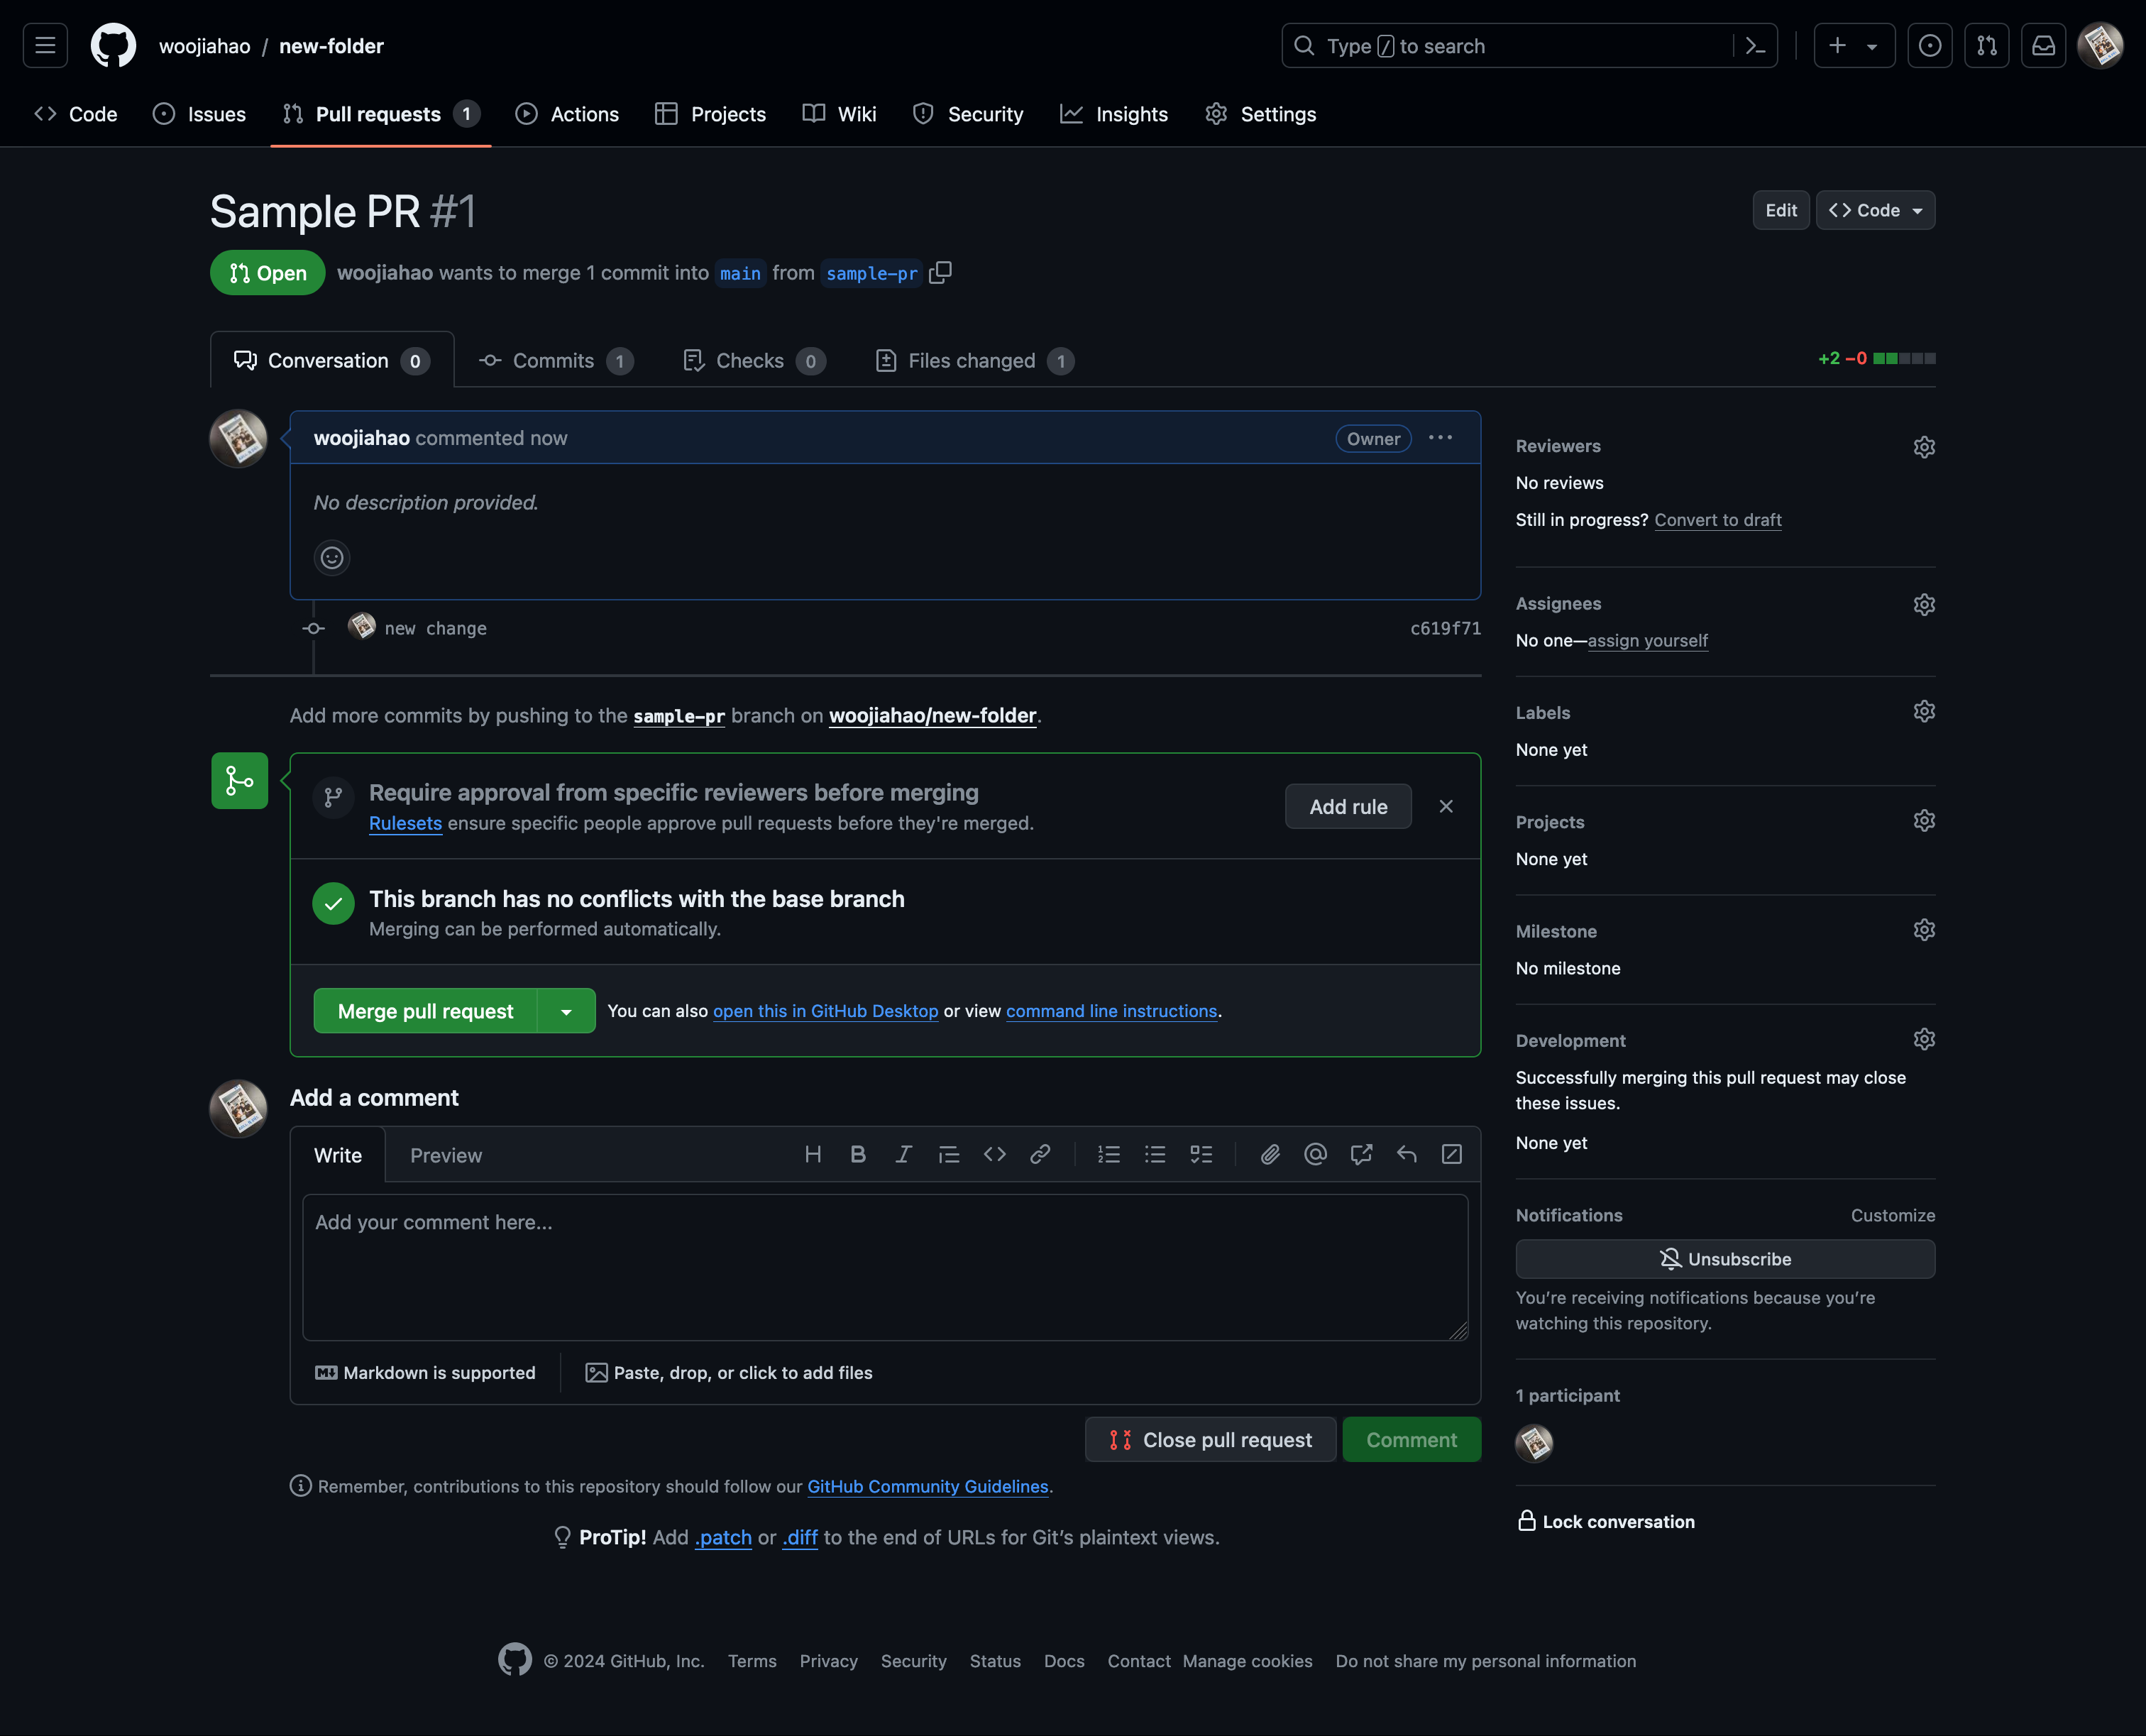 woojiahao / new-folder
Type / to search
Code Issues Pull requests 1 Actions Projects Wiki Security Insights Settings
Sample PR #1
Edit Code
Open woojiahao wants to merge 1 commit into main from sample-pr
Conversation 0 Commits 1 Checks 0 Files changed 1
+2 −0
woojiahao commented now
Owner
No description provided.
new change c619f71
Add more commits by pushing to the sample-pr branch on woojiahao/new-folder.
Require approval from specific reviewers before merging
Rulesets ensure specific people approve pull requests before they're merged.
Add rule
This branch has no conflicts with the base branch
Merging can be performed automatically.
Merge pull request You can also open this in GitHub Desktop or view command line instructions.
Add a comment
Write Preview
Add your comment here...
Markdown is supported Paste, drop, or click to add files
Close pull request Comment
Remember, contributions to this repository should follow our GitHub Community Guidelines.
ProTip! Add .patch or .diff to the end of URLs for Git’s plaintext views.
Reviewers
No reviews
Still in progress? Convert to draft
Assignees
No one—assign yourself
Labels
None yet
Projects
None yet
Milestone
No milestone
Development
Successfully merging this pull request may close
these issues.
None yet
Notifications Customize
Unsubscribe
You’re receiving notifications because you’re
watching this repository.
1 participant
Lock conversation
© 2024 GitHub, Inc. Terms Privacy Security Status Docs Contact Manage cookies Do not share my personal information